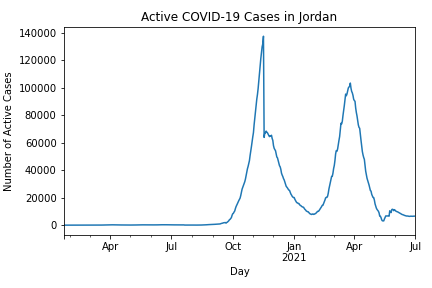 Active COVID-19 Cases in Jordan
Number of Active Cases
140000
120000
100000
80000
60000
40000
20000
0
Apr
Jul
Oct
Jan
2021
Apr
Jul
Day